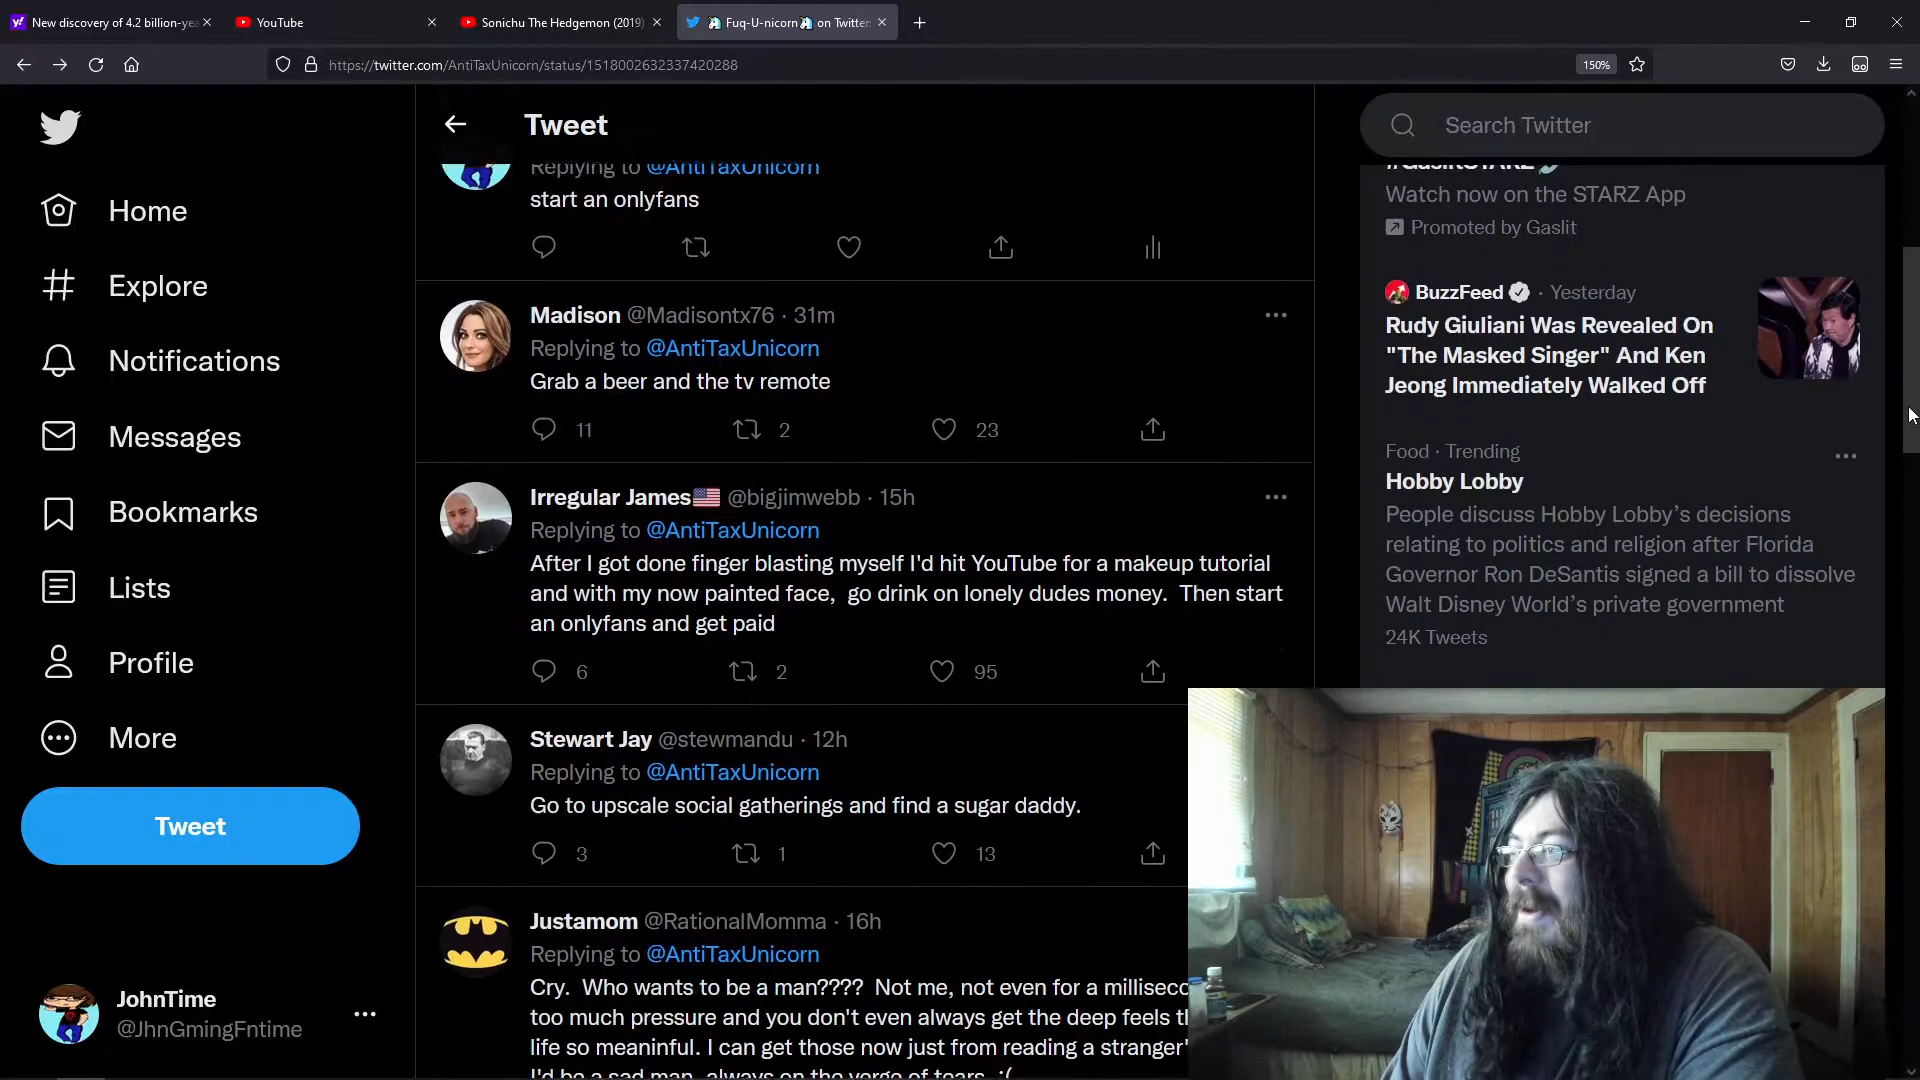 New discovery of 4.2 billion-yea
YouTube
Sonichu The Hedgemon (2019)
Fuq-U-nicorn on Twitter
https://twitter.com/AntiTaxUnicorn/status/1518002632337420288
150%
Home
Explore
Notifications
Messages
Bookmarks
Lists
Profile
More
Tweet
JohnTime
@JhnGmingFntime
Tweet
Replying to @AntiTaxUnicorn
start an onlyfans
Madison @Madisontx76 · 31m
Replying to @AntiTaxUnicorn
Grab a beer and the tv remote
11 2 23
Irregular James @bigjimwebb · 15h
Replying to @AntiTaxUnicorn
After I got done finger blasting myself I'd hit YouTube for a makeup tutorial
and with my now painted face, go drink on lonely dudes money. Then start
an onlyfans and get paid
6 2 95
Stewart Jay @stewmandu · 12h
Replying to @AntiTaxUnicorn
Go to upscale social gatherings and find a sugar daddy.
3 1 13
Justamom @RationalMomma · 16h
Replying to @AntiTaxUnicorn
Cry. Who wants to be a man???? Not me, not even for a millisec
too much pressure and you don't even always get the deep feels
life so meaninful. I can get those now just from reading a stranger'
I'd be a sad man, always on the verge of tears. :(
Search Twitter
#GaslitSTARZ
Watch now on the STARZ App
Promoted by Gaslit
BuzzFeed · Yesterday
Rudy Giuliani Was Revealed On
"The Masked Singer" And Ken
Jeong Immediately Walked Off
Food · Trending
Hobby Lobby
People discuss Hobby Lobby's decisions
relating to politics and religion after Florida
Governor Ron DeSantis signed a bill to dissolve
Walt Disney World's private government
24K Tweets